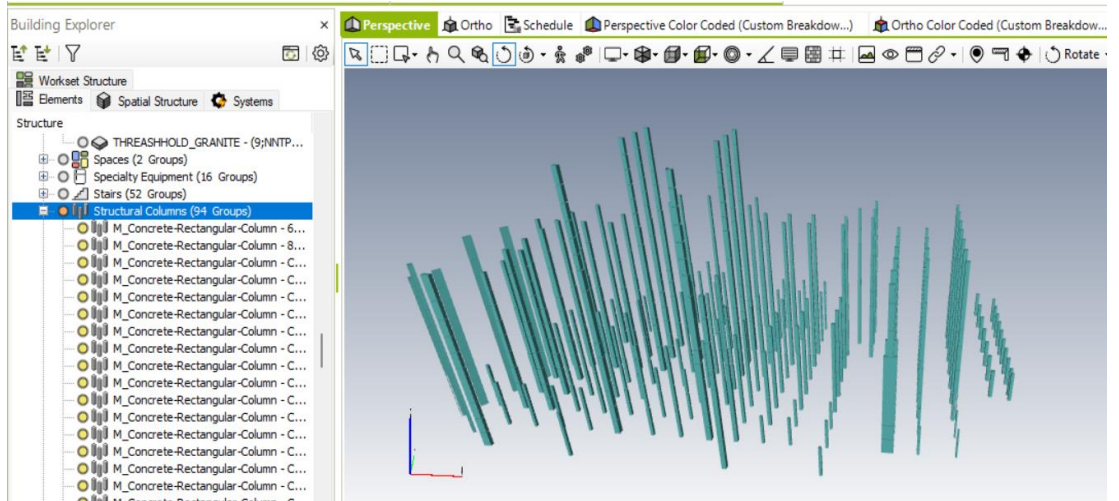 Building Explorer
Perspective
Ortho
Schedule
Perspective Color Coded (Custom Breakdow...)
Ortho Color Coded (Custom Breakdow...
Rotate
Workset Structure
Elements
Spatial Structure
Systems
Structure
THREASHHOLD_GRANITE - (9;NNTP...
Spaces (2 Groups)
Specialty Equipment (16 Groups)
Stairs (52 Groups)
Structural Columns (94 Groups)
M_Concrete-Rectangular-Column - 6...
M_Concrete-Rectangular-Column - 8...
M_Concrete-Rectangular-Column - C...
M_Concrete-Rectangular-Column - C...
M_Concrete-Rectangular-Column - C...
M_Concrete-Rectangular-Column - C...
M_Concrete-Rectangular-Column - C...
M_Concrete-Rectangular-Column - C...
M_Concrete-Rectangular-Column - C...
M_Concrete-Rectangular-Column - C...
M_Concrete-Rectangular-Column - C...
M_Concrete-Rectangular-Column - C...
M_Concrete-Rectangular-Column - C...
M_Concrete-Rectangular-Column - C...
M_Concrete-Rectangular-Column - C...
M_Concrete-Rectangular-Column - C...